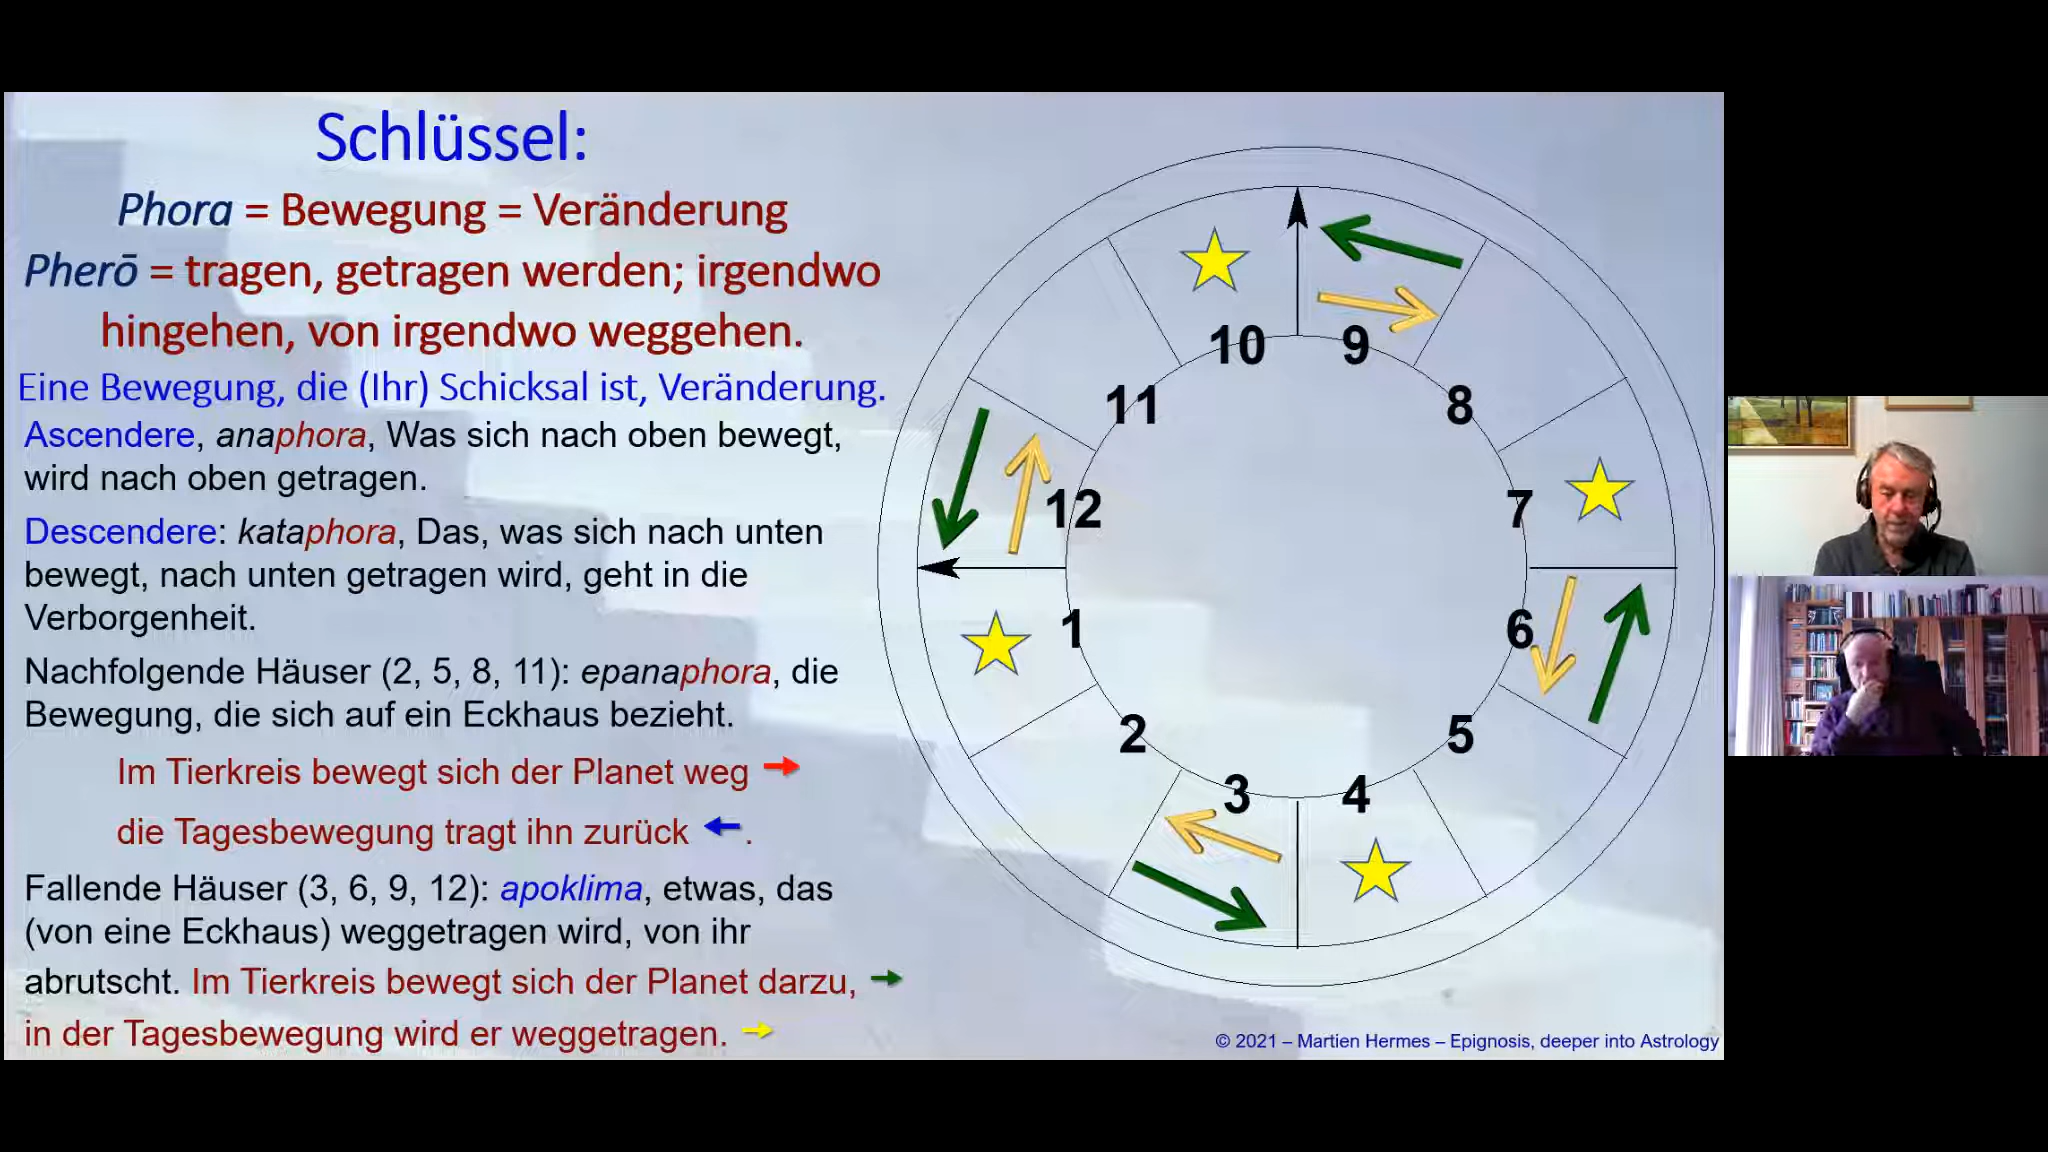 Schlüssel:
Phora = Bewegung = Veränderung
Pherō = tragen, getragen werden; irgendwo
hingehen, von irgendwo weggehen.
Eine Bewegung, die (Ihr) Schicksal ist, Veränderung.
Ascendere, anaphora, Was sich nach oben bewegt,
wird nach oben getragen.
Descendere: kataphora, Das, was sich nach unten
bewegt, nach unten getragen wird, geht in die
Verborgenheit.
Nachfolgende Häuser (2, 5, 8, 11): epanaphora, die
Bewegung, die sich auf ein Eckhaus bezieht.
Im Tierkreis bewegt sich der Planet weg
die Tagesbewegung tragt ihn zurück .
Fallende Häuser (3, 6, 9, 12): apoklima, etwas, das
(von eine Eckhaus) weggetragen wird, von ihr
abrutscht. Im Tierkreis bewegt sich der Planet darzu,
in der Tagesbewegung wird er weggetragen.
10
9
11
8
12
7
1
6
2
5
3
4
© 2021 – Martien Hermes – Epignosis, deeper into Astrology